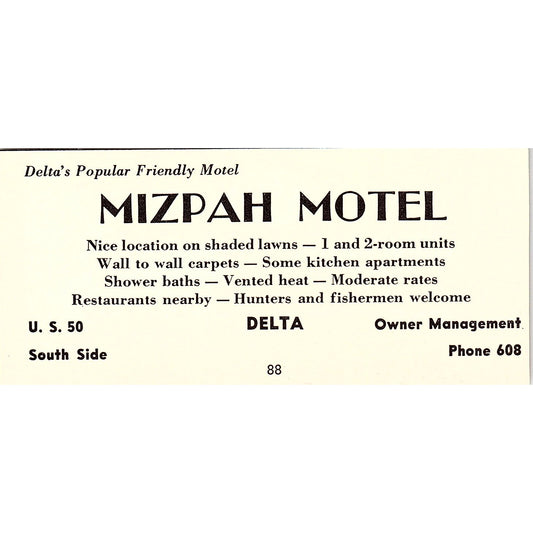 Delta's Popular Friendly Motel
MIZPAH MOTEL
Nice location on shaded lawns — 1 and 2-room units
Wall to wall carpets — Some kitchen apartments
Shower baths — Vented heat — Moderate rates
Restaurants nearby — Hunters and fishermen welcome
U. S. 50 DELTA Owner Management
South Side Phone 608
88